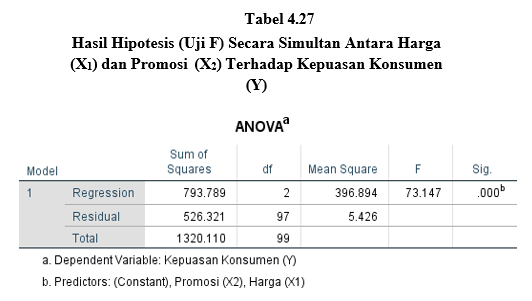 Tabel 4.27
Hasil Hipotesis (Uji F) Secara Simultan Antara Harga
(X1) dan Promosi (X2) Terhadap Kepuasan Konsumen
(Y)
ANOVAa
Model Sum of Squares df Mean Square F Sig.
1 Regression 793.789 2 396.894 73.147 .000b
Residual 526.321 97 5.426
Total 1320.110 99
a. Dependent Variable: Kepuasan Konsumen (Y)
b. Predictors: (Constant), Promosi (X2), Harga (X1)